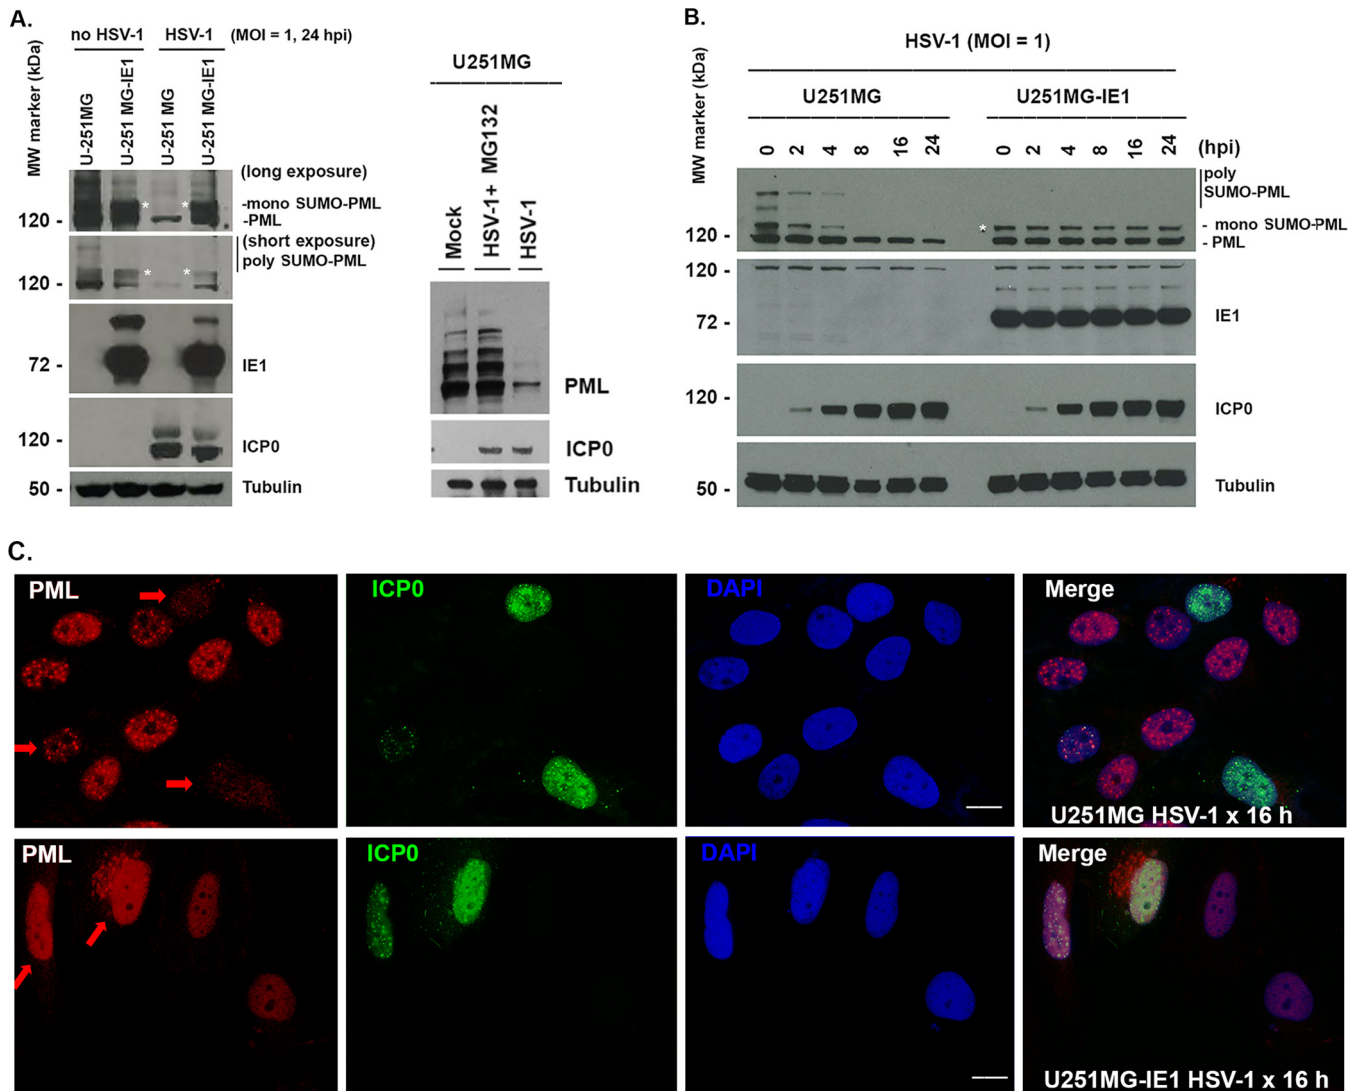 A.
no HSV-1 HSV-1 (MOI = 1, 24 hpi)
MW marker (kDa)
U-251MG
U-251 MG-IE1
U-251 MG
U-251 MG-IE1
(long exposure)
* * -mono SUMO-PML
120 - -PML
(short exposure)
* * poly SUMO-PML
120 -
72 - IE1
120 - ICP0
50 - Tubulin
U251MG
Mock
HSV-1+ MG132
HSV-1
PML
ICP0
Tubulin
B.
HSV-1 (MOI = 1)
MW marker (kDa)
U251MG U251MG-IE1
0 2 4 8 16 24 0 2 4 8 16 24 (hpi)
poly
SUMO-PML
* - mono SUMO-PML
120 - - PML
120 -
72 - IE1
120 - ICP0
50 - Tubulin
C.
PML ICP0 DAPI Merge
U251MG HSV-1 x 16 h
PML ICP0 DAPI Merge
U251MG-IE1 HSV-1 x 16 h